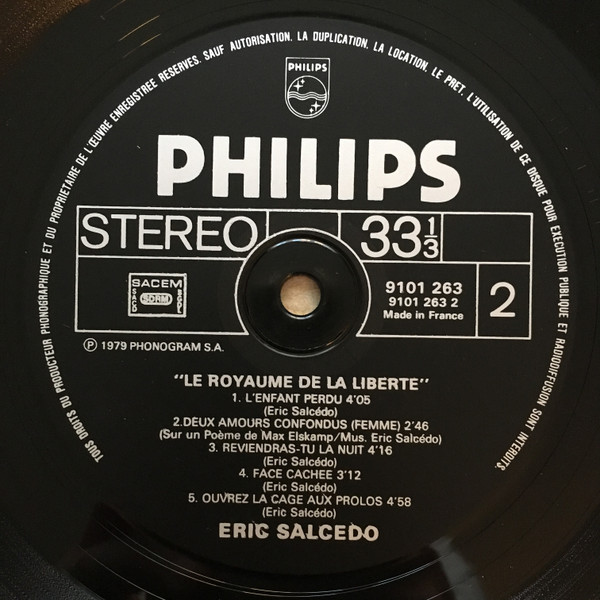 TOUS DROITS DU PRODUCTEUR PHONOGRAPHIQUE ET DU PROPRIETAIRE DE L'ŒUVRE ENREGISTREE RESERVES. SAUF AUTORISATION, LA DUPLICATION, LA LOCATION, LE PRET, L'UTILISATION DE CE DISQUE POUR EXECUTION PUBLIQUE ET RADIODIFFUSION SONT INTERDITS.
PHILIPS
PHILIPS
STEREO
33 1/3
SACEM
SACD
SDRM
SGDL
9101 263
9101 263 2
Made in France
2
Ⓟ 1979 PHONOGRAM S.A.
"LE ROYAUME DE LA LIBERTE"
1. L'ENFANT PERDU 4'05
(Eric Salcédo)
2.DEUX AMOURS CONFONDUS (FEMME) 2'46
(Sur un Poème de Max Elskamp/Mus. Eric Salcédo)
3. REVIENDRAS-TU LA NUIT 4'16
(Eric Salcédo)
4. FACE CACHEE 3'12
(Eric Salcédo)
5. OUVREZ LA CAGE AUX PROLOS 4'58
(Eric Salcédo)
ERIC SALCEDO